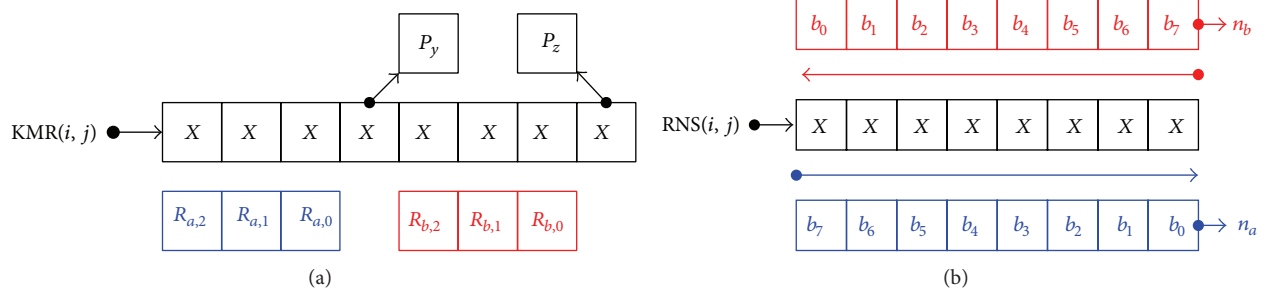 P_y P_z
KMR(i, j) X X X X X X X X
R_{a,2} R_{a,1} R_{a,0} R_{b,2} R_{b,1} R_{b,0}
(a)
b_0 b_1 b_2 b_3 b_4 b_5 b_6 b_7 n_b
RNS(i, j) X X X X X X X X
b_7 b_6 b_5 b_4 b_3 b_2 b_1 b_0 n_a
(b)